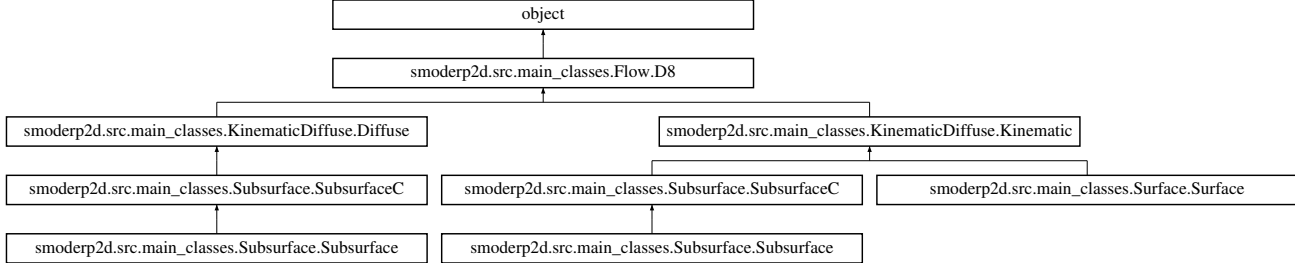 object
smoderp2d.src.main_classes.Flow.D8
smoderp2d.src.main_classes.KinematicDiffuse.Diffuse
smoderp2d.src.main_classes.KinematicDiffuse.Kinematic
smoderp2d.src.main_classes.Subsurface.SubsurfaceC
smoderp2d.src.main_classes.Subsurface.SubsurfaceC
smoderp2d.src.main_classes.Surface.Surface
smoderp2d.src.main_classes.Subsurface.Subsurface
smoderp2d.src.main_classes.Subsurface.Subsurface